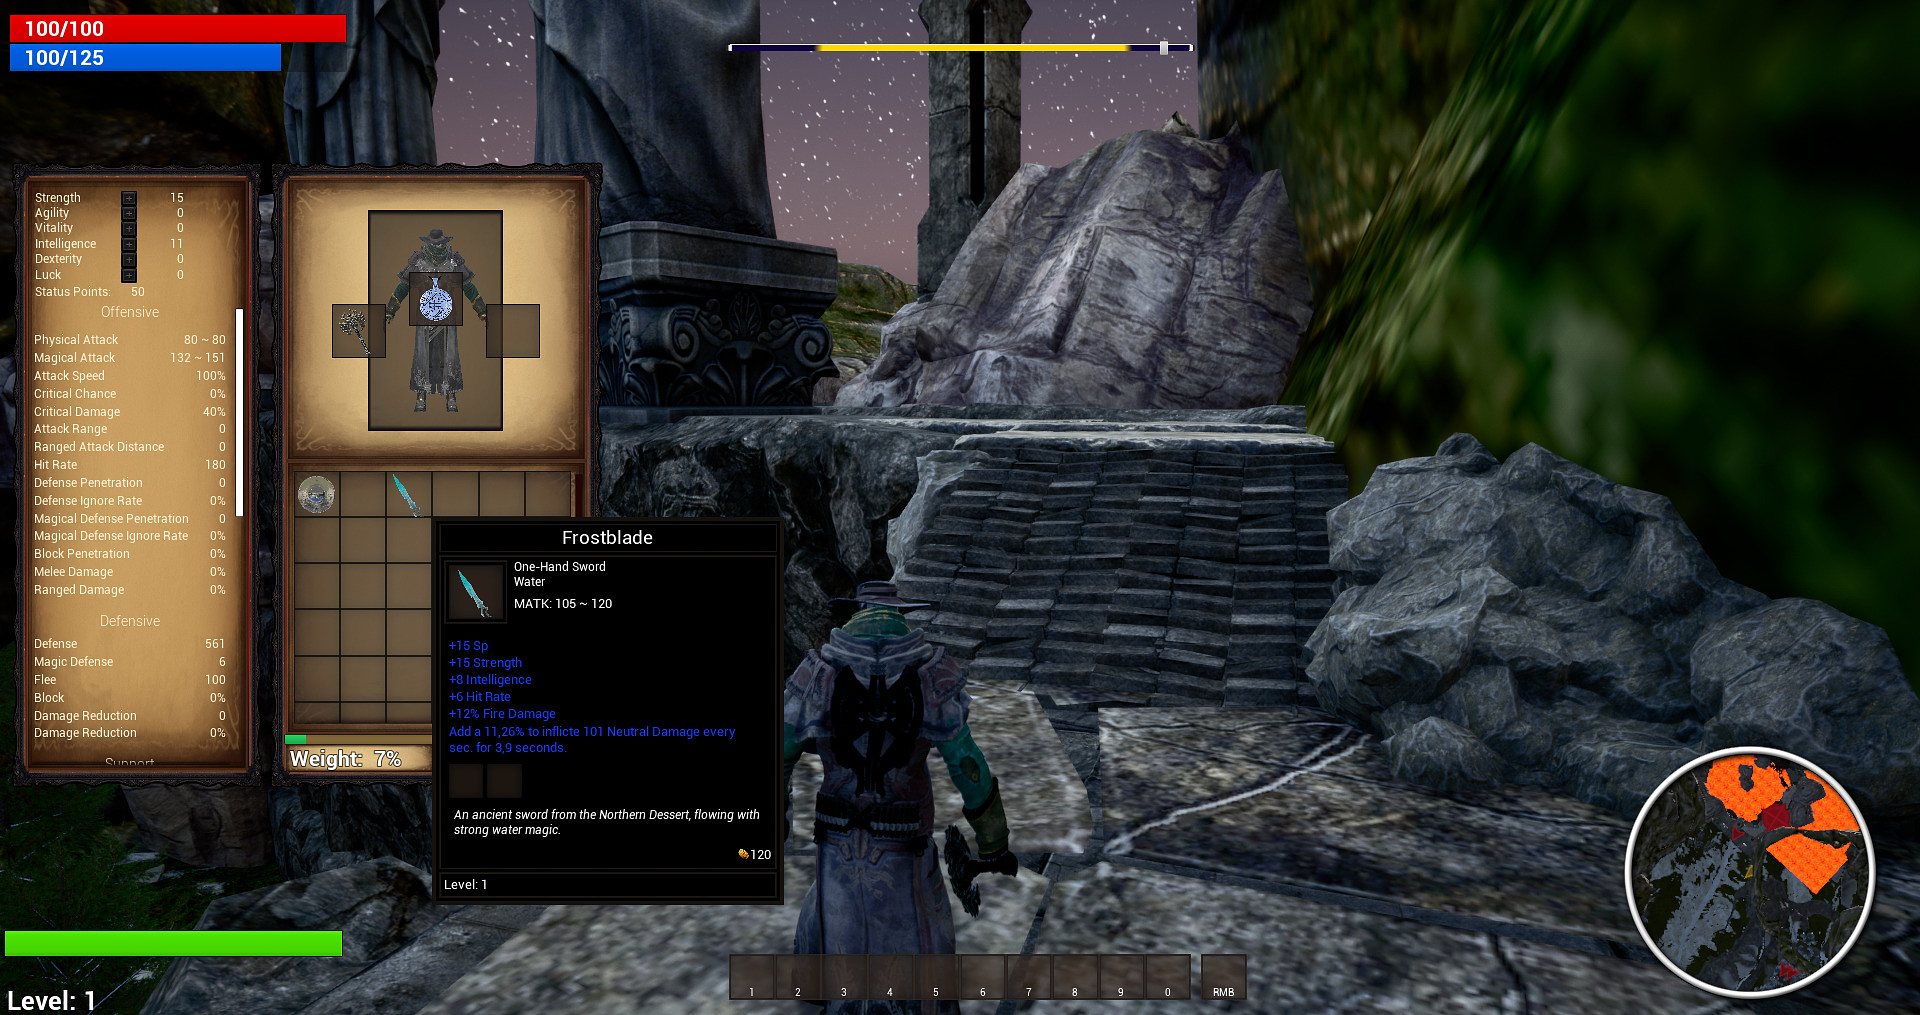 100/100
100/125
Strength + 15
Agility + 0
Vitality + 0
Intelligence + 11
Dexterity + 0
Luck + 0
Status Points: 50
Offensive
Physical Attack 80 ~ 80
Magical Attack 132 ~ 151
Attack Speed 100%
Critical Chance 0%
Critical Damage 40%
Attack Range 0
Ranged Attack Distance 0
Hit Rate 180
Defense Penetration 0
Defense Ignore Rate 0%
Magical Defense Penetration 0
Magical Defense Ignore Rate 0%
Block Penetration 0%
Melee Damage 0%
Ranged Damage 0%
Defensive
Defense 561
Magic Defense 6
Flee 100
Block 0%
Damage Reduction 0
Damage Reduction 0%
Support
Weight: 7%
Frostblade
One-Hand Sword
Water
MATK: 105 ~ 120
+15 Sp
+15 Strength
+8 Intelligence
+6 Hit Rate
+12% Fire Damage
Add a 11,26% to inflicte 101 Neutral Damage every
sec. for 3,9 seconds.
An ancient sword from the Northern Dessert, flowing with
strong water magic.
120
Level: 1
Level: 1
1 2 3 4 5 6 7 8 9 0 RMB